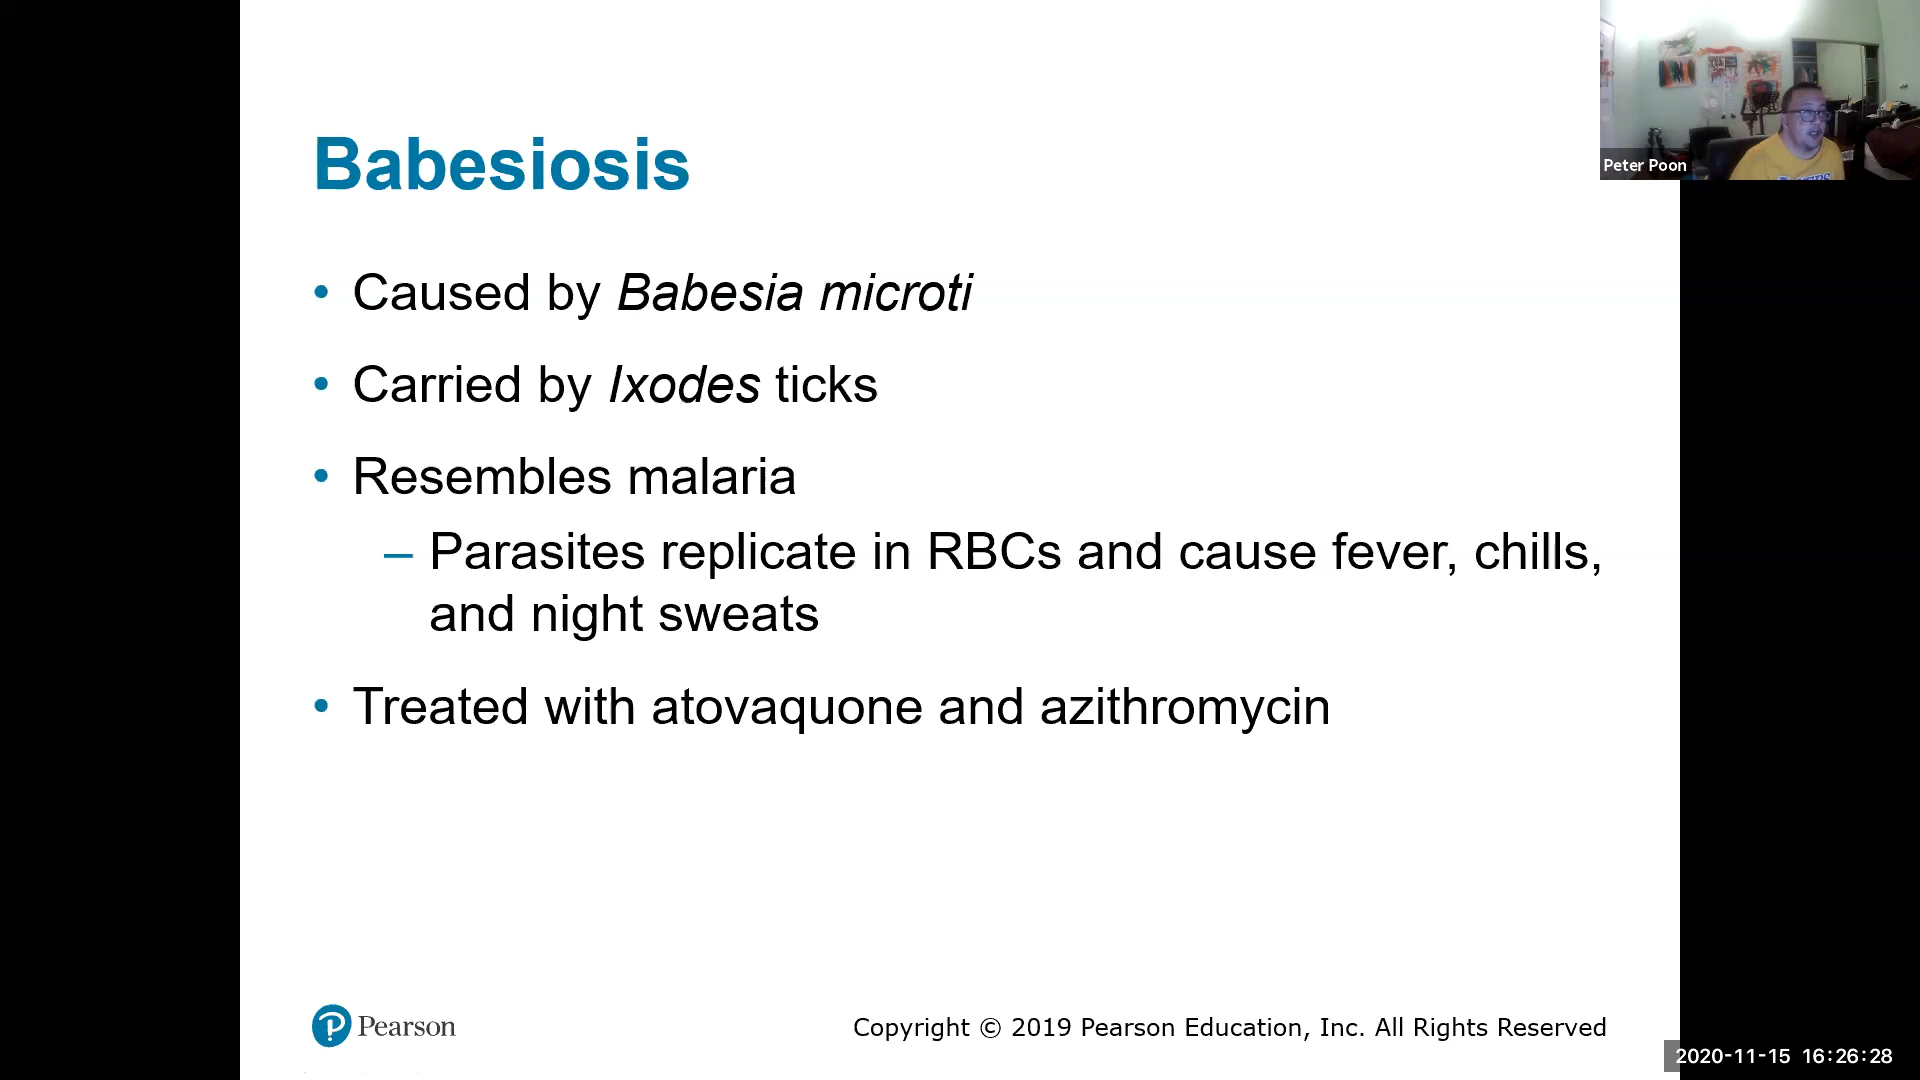 Peter Poon
Babesiosis
• Caused by Babesia microti
• Carried by Ixodes ticks
• Resembles malaria
– Parasites replicate in RBCs and cause fever, chills,
and night sweats
• Treated with atovaquone and azithromycin
Pearson
Copyright © 2019 Pearson Education, Inc. All Rights Reserved
2020-11-15 16:26:28